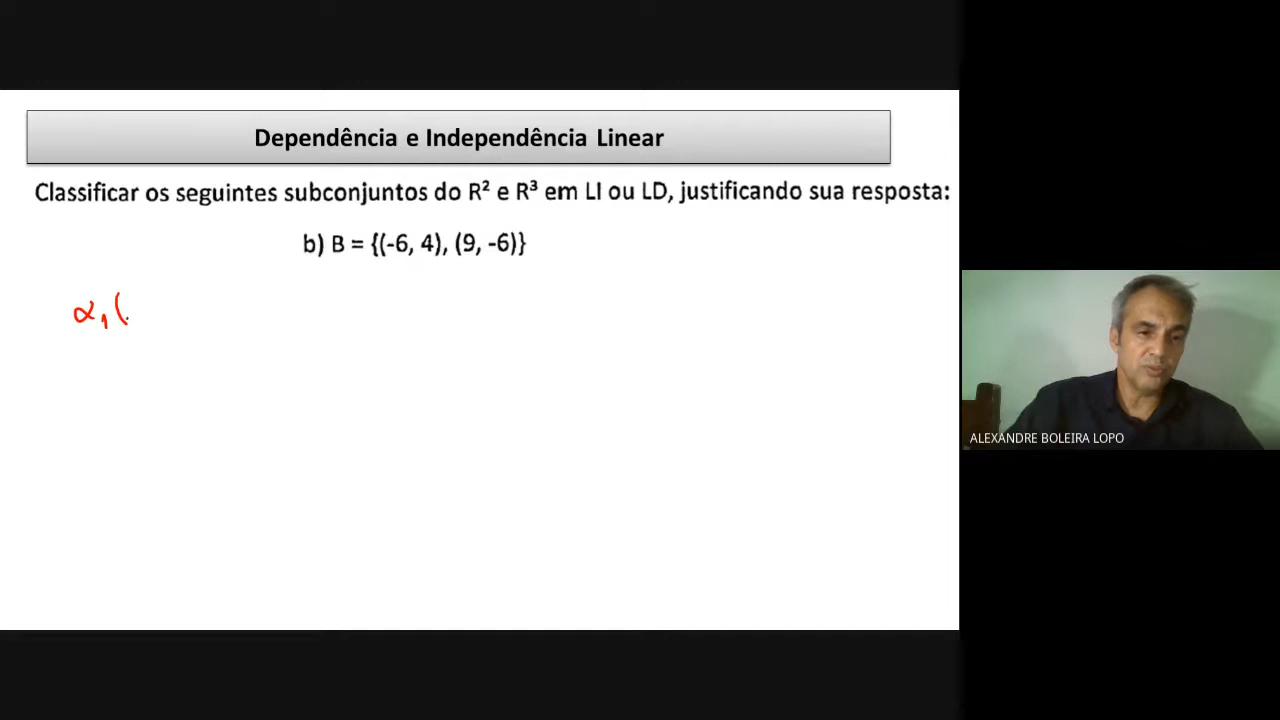 Dependência e Independência Linear
Classificar os seguintes subconjuntos do R² e R³ em LI ou LD, justificando sua resposta:
b) B = {(-6, 4), (9, -6)}
α₁(
ALEXANDRE BOLEIRA LOPO